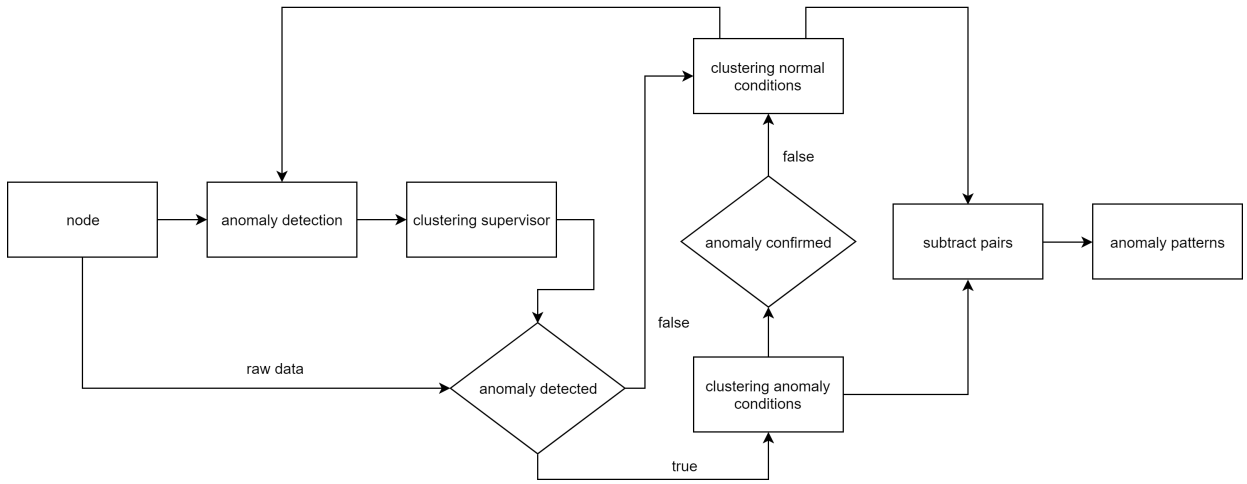 clustering normal
conditions
false
node
anomaly detection
clustering supervisor
anomaly confirmed
subtract pairs
anomaly patterns
false
raw data
anomaly detected
clustering anomaly
conditions
true